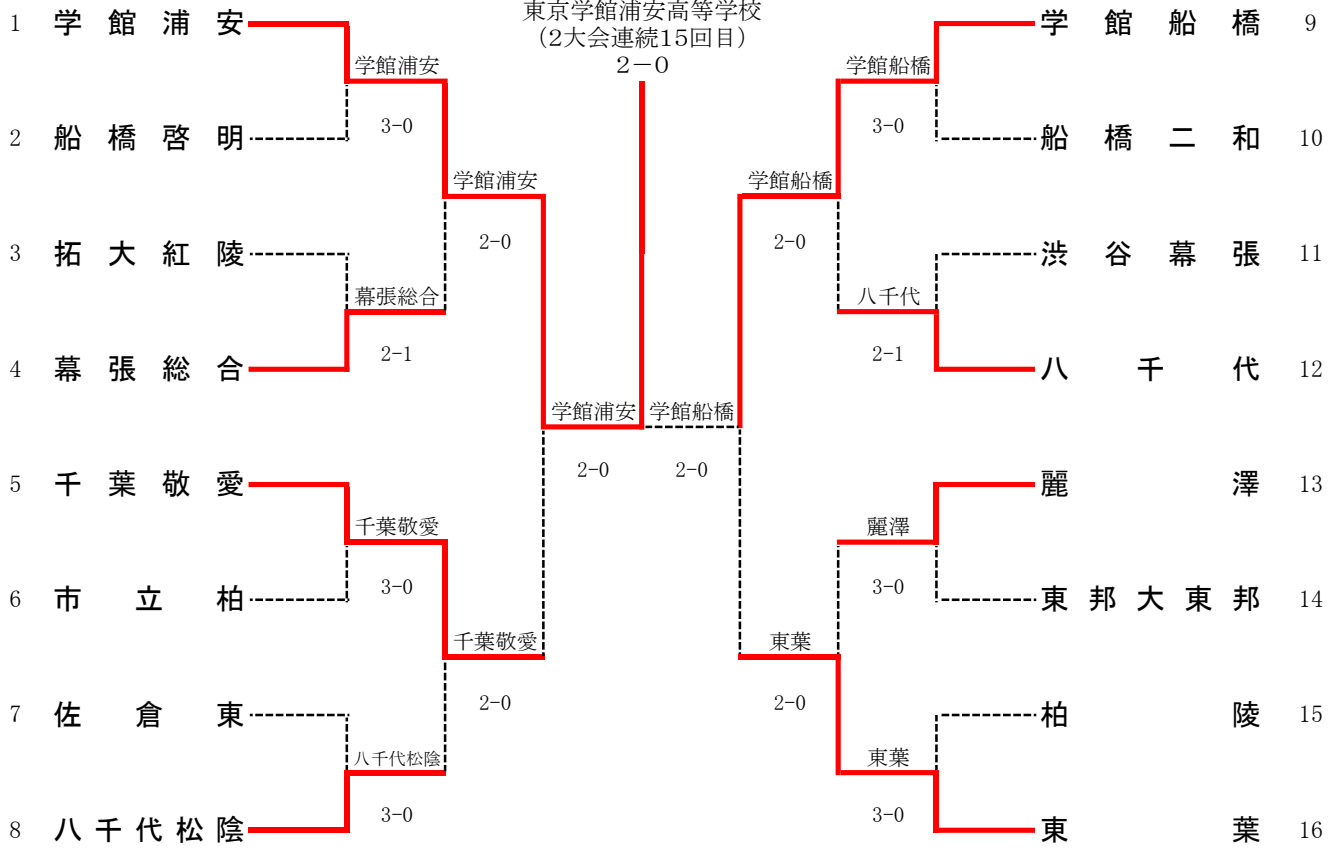 東京学館浦安高等学校
（2大会連続15回目）
2－0
1 学館浦安
学館浦安
3-0
2 船橋啓明
学館浦安
2-0
3 拓大紅陵
幕張総合
2-1
4 幕張総合
学館浦安
2-0
5 千葉敬愛
千葉敬愛
3-0
6 市立柏
千葉敬愛
2-0
7 佐倉東
八千代松陰
3-0
8 八千代松陰
学館船橋 9
学館船橋
3-0
船橋二和 10
学館船橋
2-0
渋谷幕張 11
八千代
2-1
八千代 12
学館船橋
2-0
麗澤 13
麗澤
3-0
東邦大東邦 14
東葉
2-0
柏陵 15
東葉
3-0
東葉 16